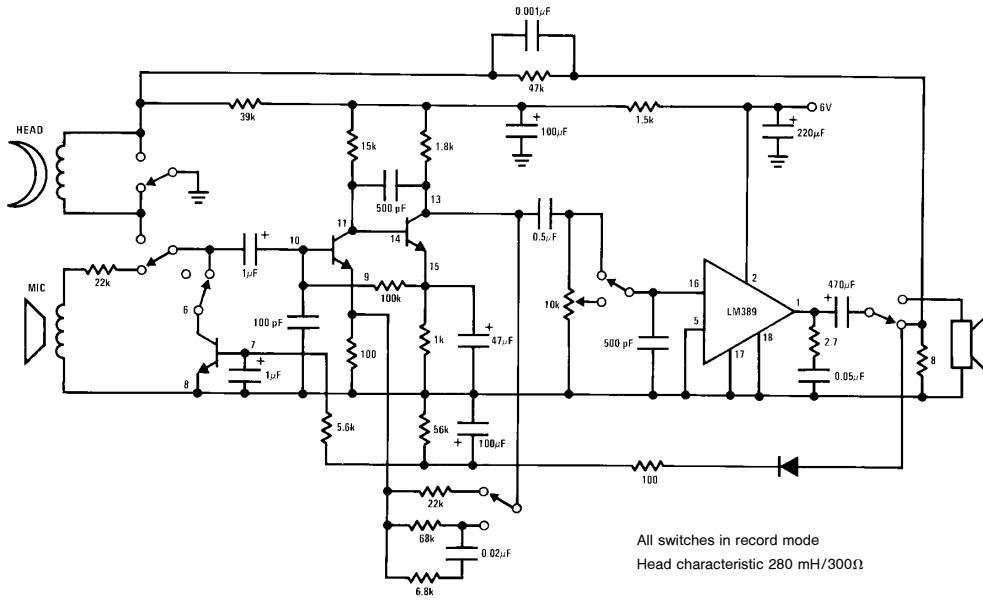 0.001μF
47k
39k
1.5k
6V
HEAD
15k
1.8k
100μF
220μF
+
+
500 pF
13
11
14
10
0.5μF
1μF
+
22k
MIC
9
15
100k
6
100 pF
10k
16
2
LM389
1
470μF
+
5
18
17
2.7
500 pF
7
+
1μF
8
100
1k
+
47μF
0.05μF
8
5.6k
56k
100μF
+
100
22k
68k
0.02μF
6.8k
All switches in record mode
Head characteristic 280 mH/300Ω